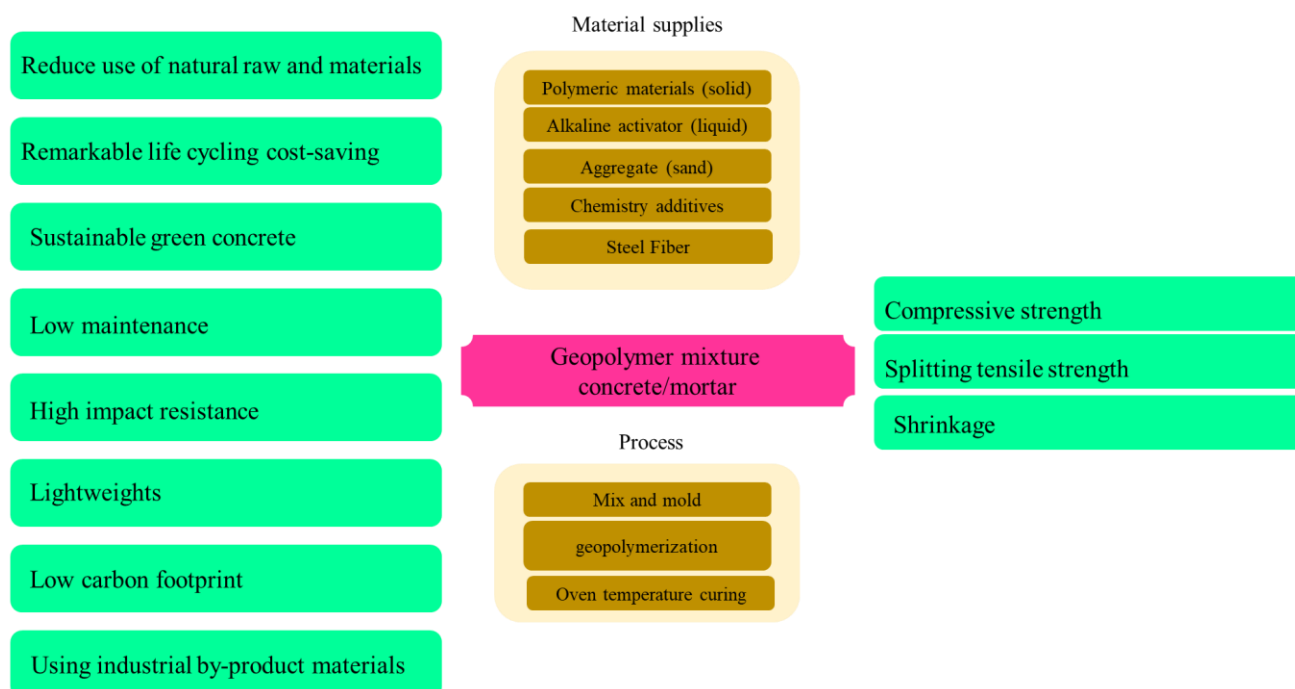 Reduce use of natural raw and materials
Remarkable life cycling cost-saving
Sustainable green concrete
Low maintenance
High impact resistance
Lightweights
Low carbon footprint
Using industrial by-product materials
Material supplies
Polymeric materials (solid)
Alkaline activator (liquid)
Aggregate (sand)
Chemistry additives
Steel Fiber
Geopolymer mixture
concrete/mortar
Process
Mix and mold
geopolymerization
Oven temperature curing
Compressive strength
Splitting tensile strength
Shrinkage